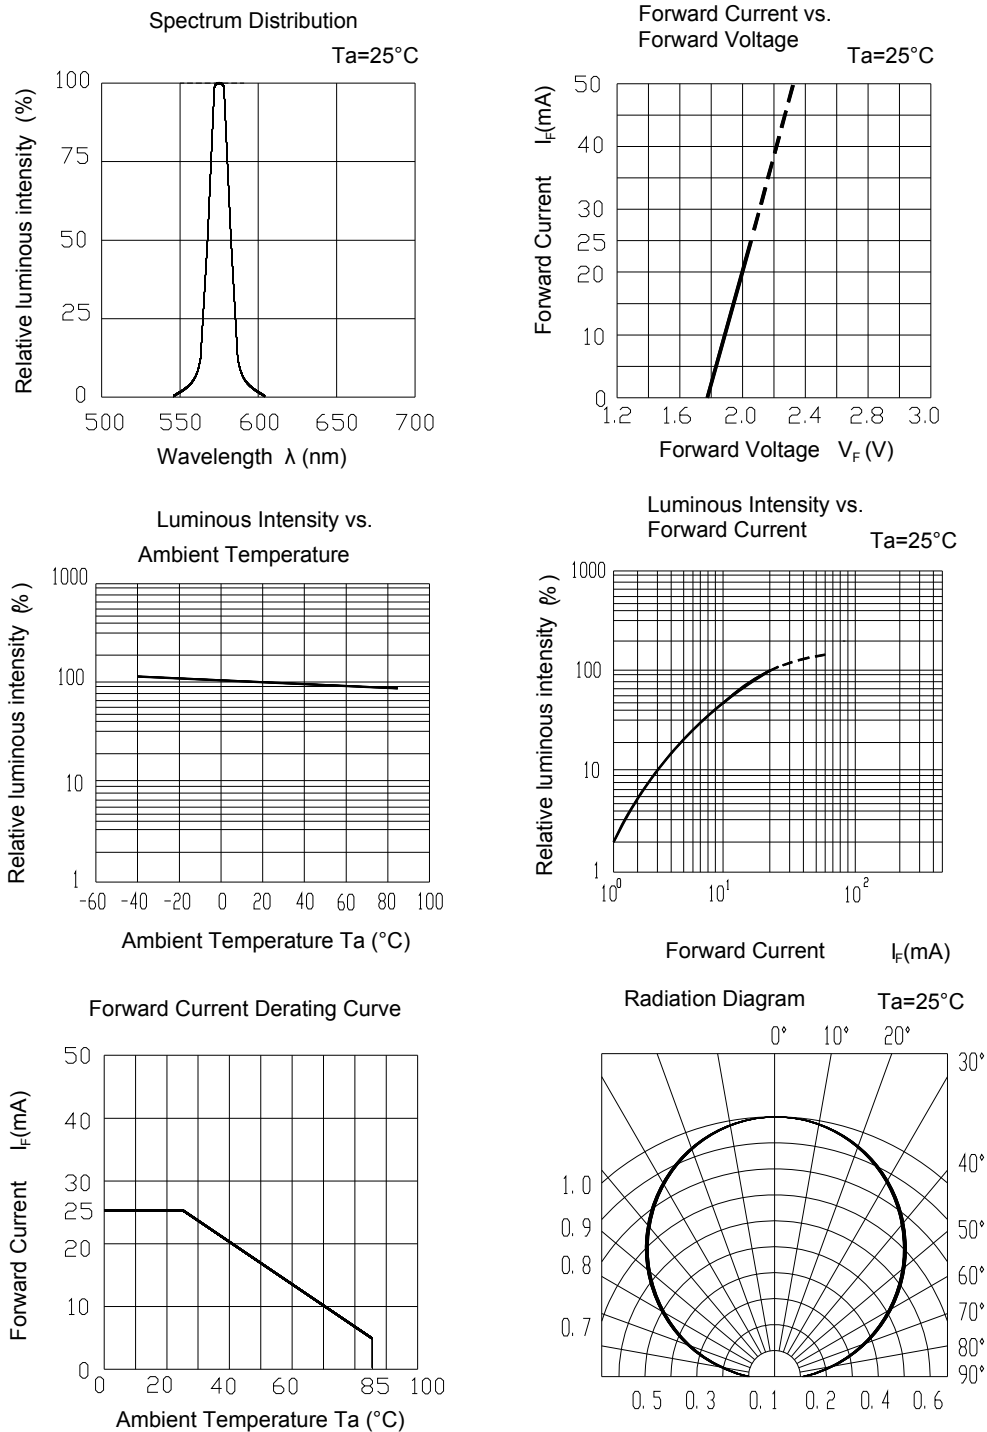 Spectrum Distribution
Ta=25°C
Relative luminous intensity (%)
100
75
50
25
0
500 550 600 650 700
Wavelength λ (nm)
Forward Current vs.
Forward Voltage
Ta=25°C
Forward Current IF(mA)
50
40
30
25
20
10
0
1.2 1.6 2.0 2.4 2.8 3.0
Forward Voltage VF (V)
Luminous Intensity vs.
Ambient Temperature
Relative luminous intensity (%)
1000
100
10
1
-60 -40 -20 0 20 40 60 80 100
Ambient Temperature Ta (°C)
Luminous Intensity vs.
Forward Current
Ta=25°C
Relative luminous intensity (%)
1000
100
10
1
10⁰ 10¹ 10²
Forward Current IF(mA)
Forward Current Derating Curve
Forward Current IF(mA)
50
40
30
25
20
10
0
0 20 40 60 85 100
Ambient Temperature Ta (°C)
Radiation Diagram
Ta=25°C
0° 10° 20°
30°
40°
50°
60°
70°
80°
90°
1.0
0.9
0.8
0.7
0.5 0.3 0.1 0.2 0.4 0.6